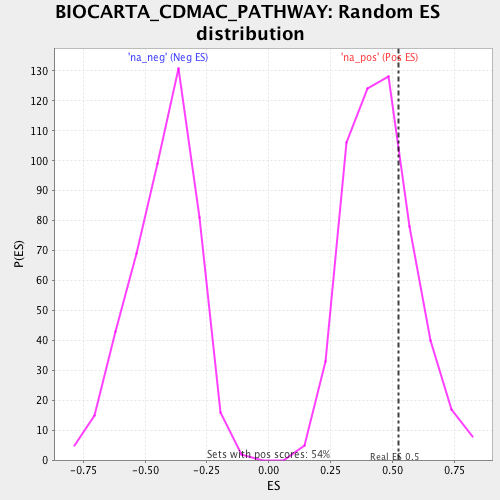 BIOCARTA_CDMAC_PATHWAY: Random ES
distribution
'na_neg' (Neg ES)
'na_pos' (Pos ES)
130
120
110
100
90
80
70
60
50
40
30
20
10
0
P(ES)
Sets with pos scores: 54%
Real ES 0.5
-0.75
-0.50
-0.25
0.00
0.25
0.50
0.75
ES